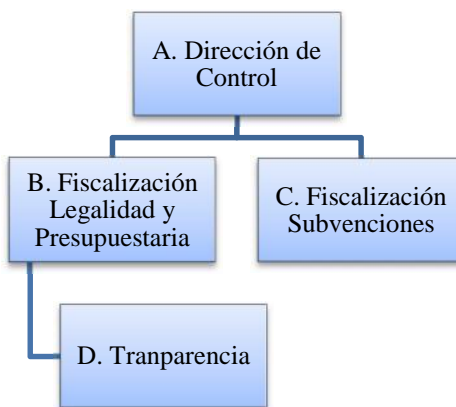 A. Dirección de
Control
B. Fiscalización
Legalidad y
Presupuestaria
C. Fiscalización
Subvenciones
D. Tranparencia